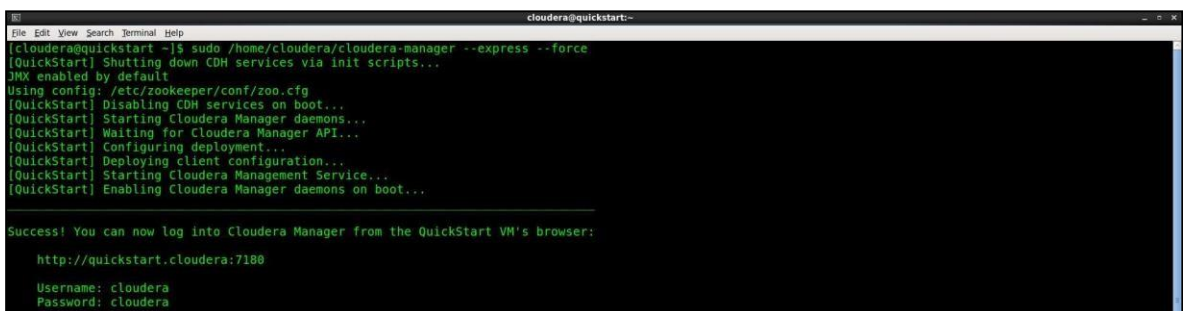 cloudera@quickstart:~
File Edit View Search Terminal Help
[cloudera@quickstart ~]$ sudo /home/cloudera/cloudera-manager --express --force
[QuickStart] Shutting down CDH services via init scripts...
JMX enabled by default
Using config: /etc/zookeeper/conf/zoo.cfg
[QuickStart] Disabling CDH services on boot...
[QuickStart] Starting Cloudera Manager daemons...
[QuickStart] Waiting for Cloudera Manager API...
[QuickStart] Configuring deployment...
[QuickStart] Deploying client configuration...
[QuickStart] Starting Cloudera Management Service...
[QuickStart] Enabling Cloudera Manager daemons on boot...
Success! You can now log into Cloudera Manager from the QuickStart VM's browser:
http://quickstart.cloudera:7180
Username: cloudera
Password: cloudera